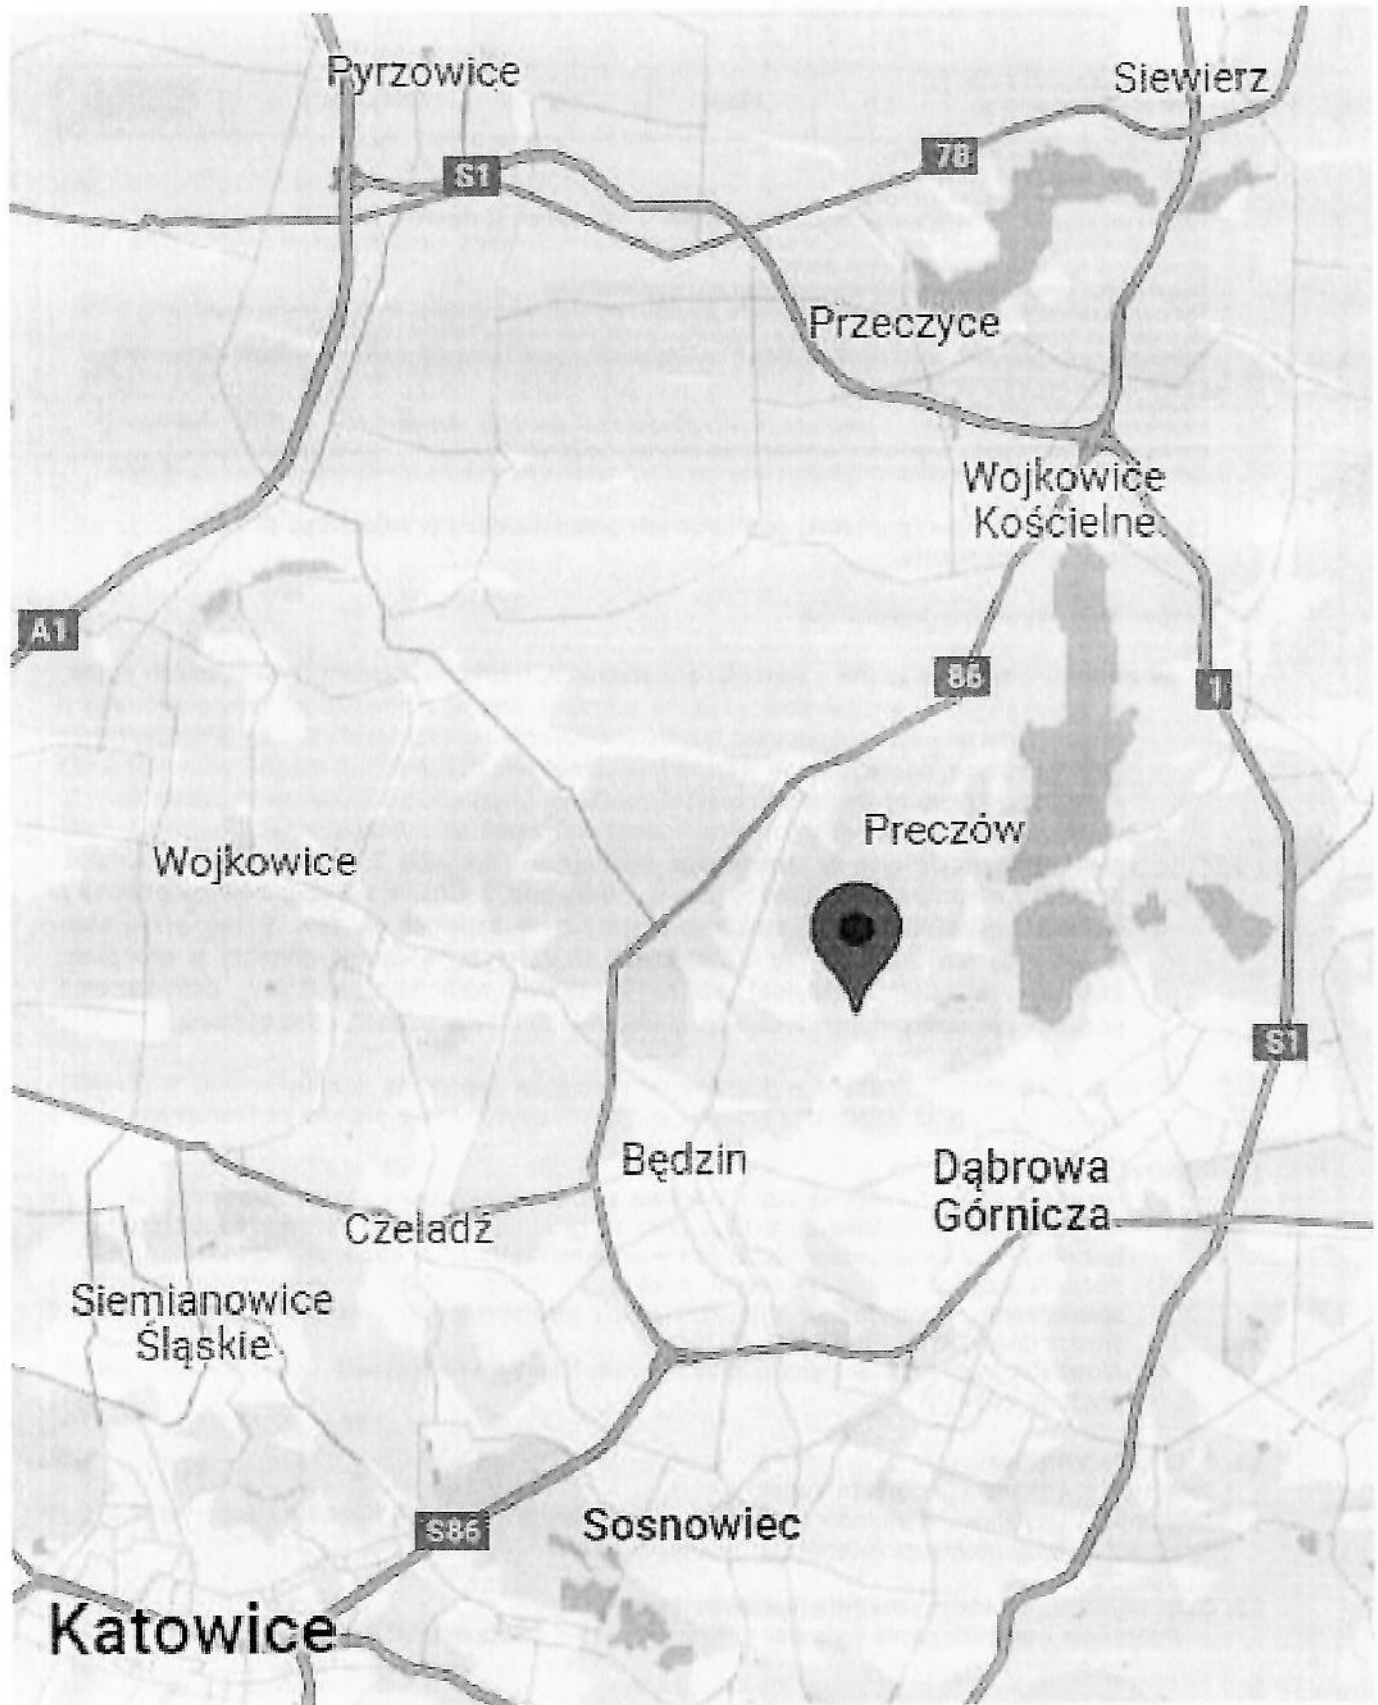 Pyrzowice
Siewierz
78
S1
Przeczyce
Wojkowice
Kościelne
A1
86
1
Preczów
Wojkowice
S1
Będzin
Dąbrowa
Górnicza
Czeladź
Siemianowice
Śląskie
S86
Sosnowiec
Katowice